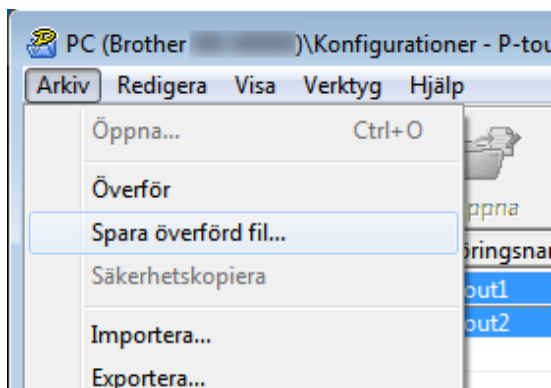 PC (Brother )\Konfigurationer - P-tou
Arkiv Redigera Visa Verktyg Hjälp
Öppna... Ctrl+O
Överför
ppna
Spara överförd fil...
öringsnar
Säkerhetskopiera
out1
out2
Importera...
Exportera...